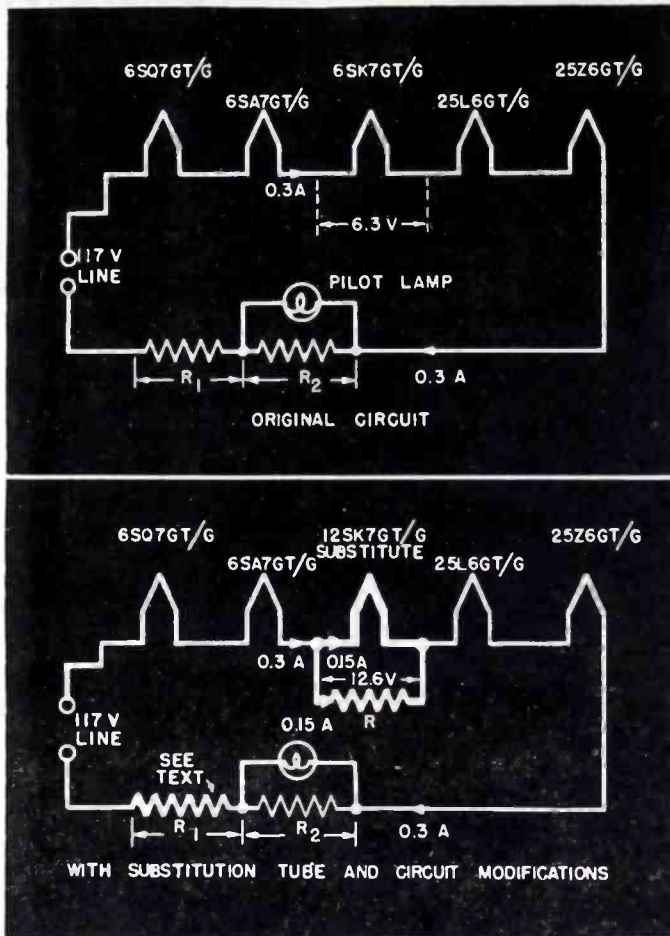 6SQ7GT/G 6SK7GT/G 25Z6GT/G
6SA7GT/G 25L6GT/G
0.3A
6.3 V
117 V
LINE
PILOT LAMP
R1 R2 0.3 A
ORIGINAL CIRCUIT
6SQ7GT/G 12SK7GT/G
SUBSTITUTE 25Z6GT/G
6SA7GT/G 25L6GT/G
0.3A 0.15A
12.6V
R
117 V
LINE
0.15 A
SEE
TEXT
R1 R2 0.3 A
WITH SUBSTITUTION TUBE AND CIRCUIT MODIFICATIONS